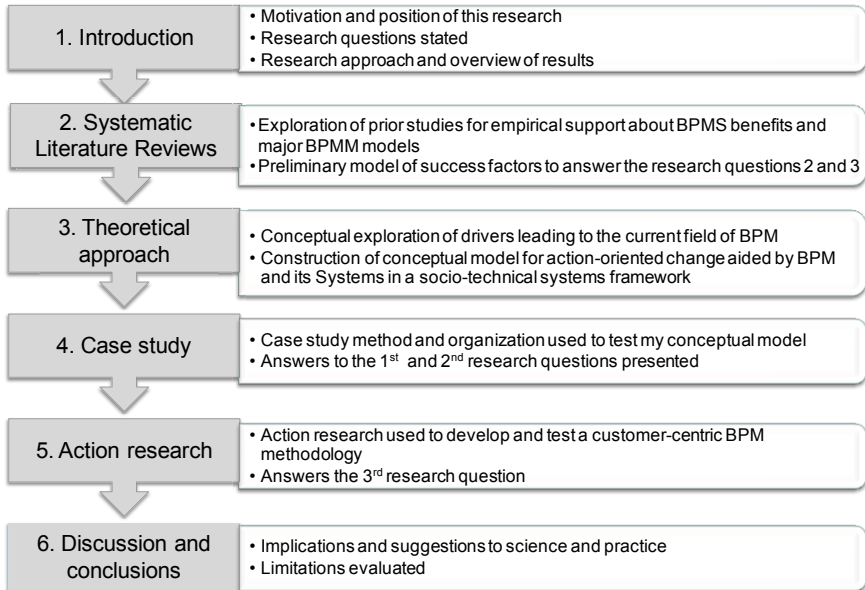 1. Introduction
• Motivation and position of this research
• Research questions stated
• Research approach and overview of results
2. Systematic
Literature Reviews
• Exploration of prior studies for empirical support about BPMS benefits and
major BPMM models
• Preliminary model of success factors to answer the research questions 2 and 3
3. Theoretical
approach
• Conceptual exploration of drivers leading to the current field of BPM
• Construction of conceptual model for action-oriented change aided by BPM
and its Systems in a socio-technical systems framework
4. Case study
• Case study method and organization used to test my conceptual model
• Answers to the 1st and 2nd research questions presented
5. Action research
• Action research used to develop and test a customer-centric BPM
methodology
• Answers the 3rd research question
6. Discussion and
conclusions
• Implications and suggestions to science and practice
• Limitations evaluated